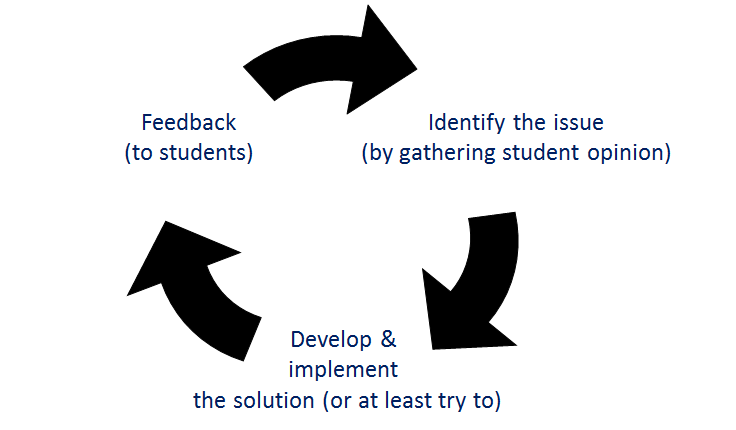 Feedback
(to students)
Identify the issue
(by gathering student opinion)
Develop &
implement
the solution (or at least try to)